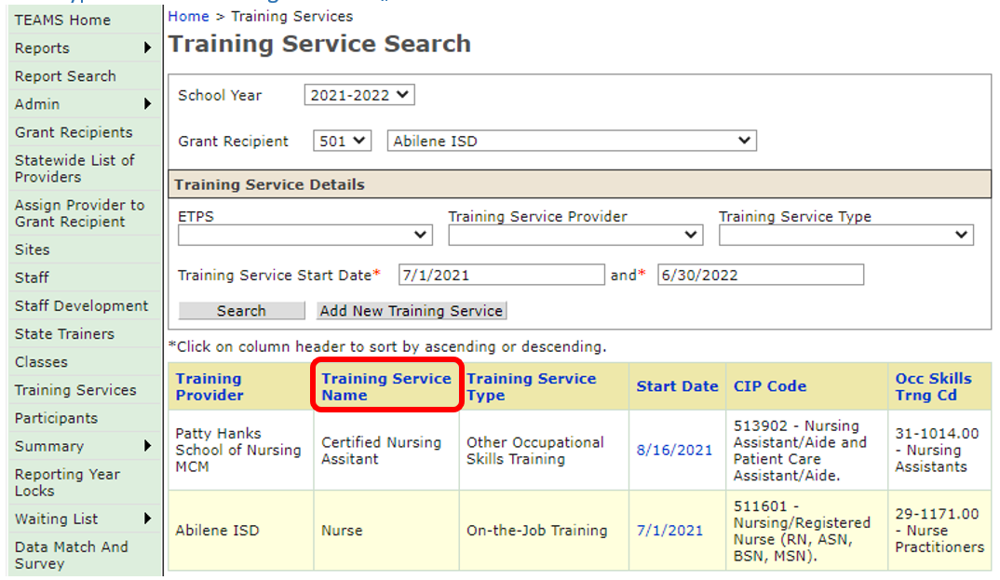 TEAMS Home
Reports
Report Search
Admin
Grant Recipients
Statewide List of
Providers
Assign Provider to
Grant Recipient
Sites
Staff
Staff Development
State Trainers
Classes
Training Services
Participants
Summary
Reporting Year
Locks
Waiting List
Data Match And
Survey
Home > Training Services
Training Service Search
School Year 2021-2022
Grant Recipient 501 Abilene ISD
Training Service Details
ETPS Training Service Provider Training Service Type
Training Service Start Date* 7/1/2021 and* 6/30/2022
Search Add New Training Service
*Click on column header to sort by ascending or descending.
Training
Provider
Training Service
Name
Training Service
Type
Start Date
CIP Code
Occ Skills
Trng Cd
Patty Hanks
School of Nursing
MCM
Certified Nursing
Assitant
Other Occupational
Skills Training
8/16/2021
513902 - Nursing
Assistant/Aide and
Patient Care
Assistant/Aide.
31-1014.00
- Nursing
Assistants
Abilene ISD
Nurse
On-the-Job Training
7/1/2021
511601 -
Nursing/Registered
Nurse (RN, ASN,
BSN, MSN).
29-1171.00
- Nurse
Practitioners